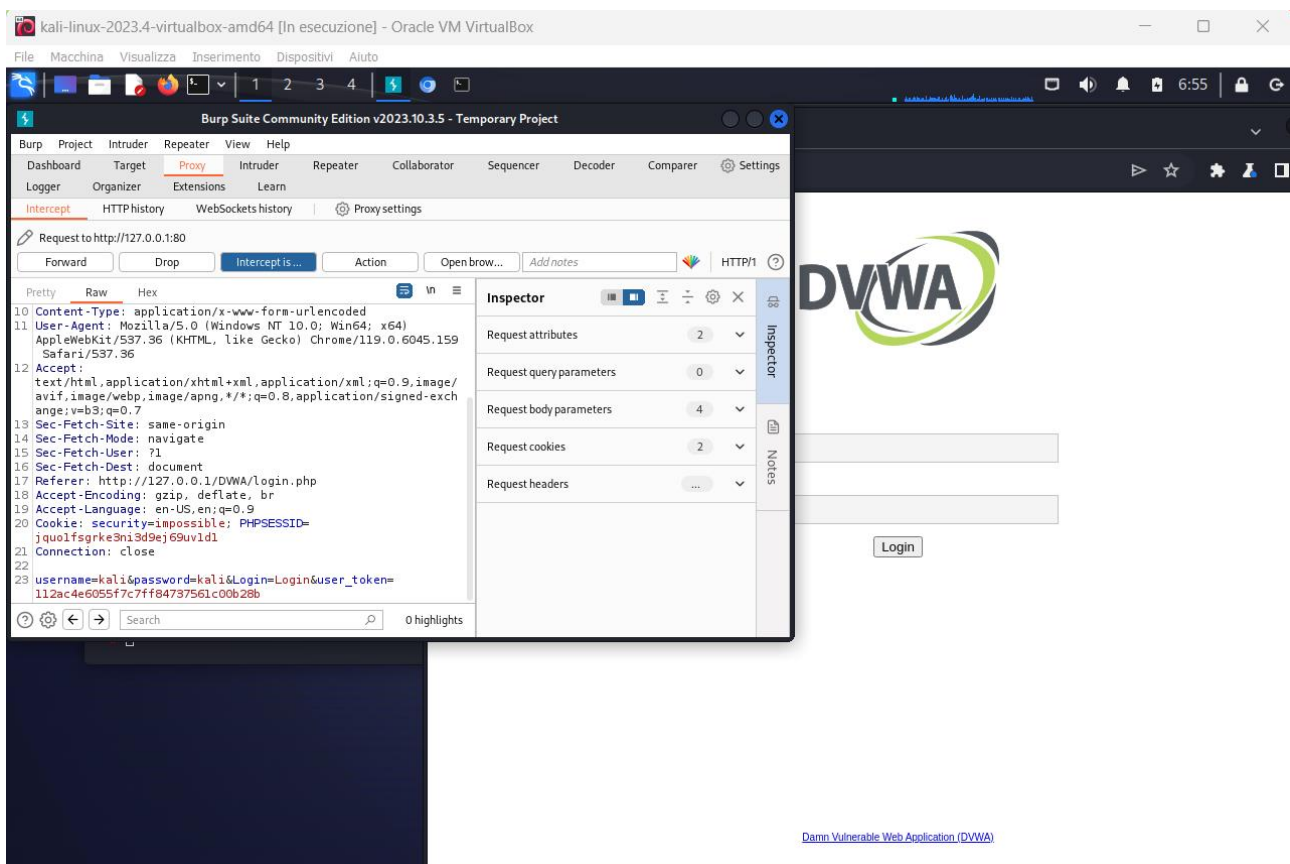 kali-linux-2023.4-virtualbox-amd64 [In esecuzione] - Oracle VM VirtualBox
File Macchina Visualizza Inserimento Dispositivi Aiuto
1 2 3 4
6:55
Burp Suite Community Edition v2023.10.3.5 - Temporary Project
Burp Project Intruder Repeater View Help
Dashboard Target Proxy Intruder Repeater Collaborator Sequencer Decoder Comparer Settings
Logger Organizer Extensions Learn
Intercept HTTP history WebSockets history Proxy settings
Request to http://127.0.0.1:80
Forward Drop Intercept is ... Action Open brow... Add notes HTTP/1
Pretty Raw Hex \n
Inspector
10 Content-Type: application/x-www-form-urlencoded
11 User-Agent: Mozilla/5.0 (Windows NT 10.0; Win64; x64)
AppleWebKit/537.36 (KHTML, like Gecko) Chrome/119.0.6045.159
Safari/537.36
12 Accept:
text/html,application/xhtml+xml,application/xml;q=0.9,image/
avif,image/webp,image/apng,*/*;q=0.8,application/signed-exch
ange;v=b3;q=0.7
13 Sec-Fetch-Site: same-origin
14 Sec-Fetch-Mode: navigate
15 Sec-Fetch-User: ?1
16 Sec-Fetch-Dest: document
17 Referer: http://127.0.0.1/DVWA/login.php
18 Accept-Encoding: gzip, deflate, br
19 Accept-Language: en-US,en;q=0.9
20 Cookie: security=impossible; PHPSESSID=
jquo1fsgrke3ni3d9ej69uv1d1
21 Connection: close
22
23 username=kali&password=kali&Login=Login&user_token=
112ac4e6055f7c7ff84737561c00b28b
Search 0 highlights
Request attributes 2
Request query parameters 0
Request body parameters 4
Request cookies 2
Request headers ...
Inspector
Notes
DVWA
Login
Damn Vulnerable Web Application (DVWA)